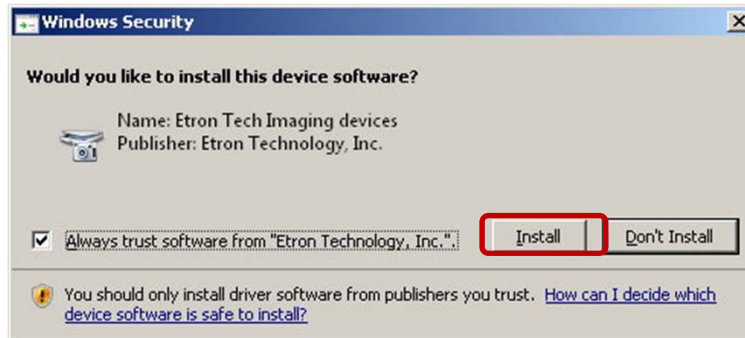 Windows Security
Would you like to install this device software?
Name: Etron Tech Imaging devices
Publisher: Etron Technology, Inc.
Always trust software from "Etron Technology, Inc.".
Install
Don't Install
You should only install driver software from publishers you trust. How can I decide which
device software is safe to install?